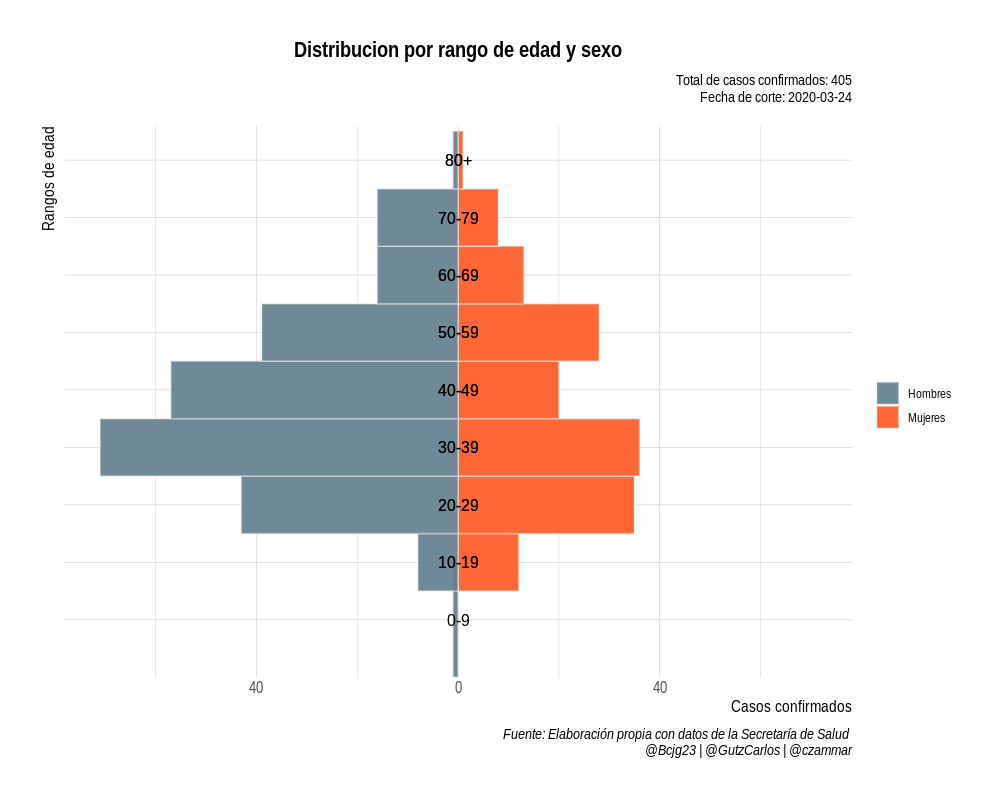 Distribucion por rango de edad y sexo
Total de casos confirmados: 405
Fecha de corte: 2020-03-24
Rangos de edad
80+
70-79
60-69
50-59
40-49
30-39
20-29
10-19
0-9
Hombres
Mujeres
40 0 40
Casos confirmados
Fuente: Elaboración propia con datos de la Secretaría de Salud
@Bcjg23 | @GutzCarlos | @czammar